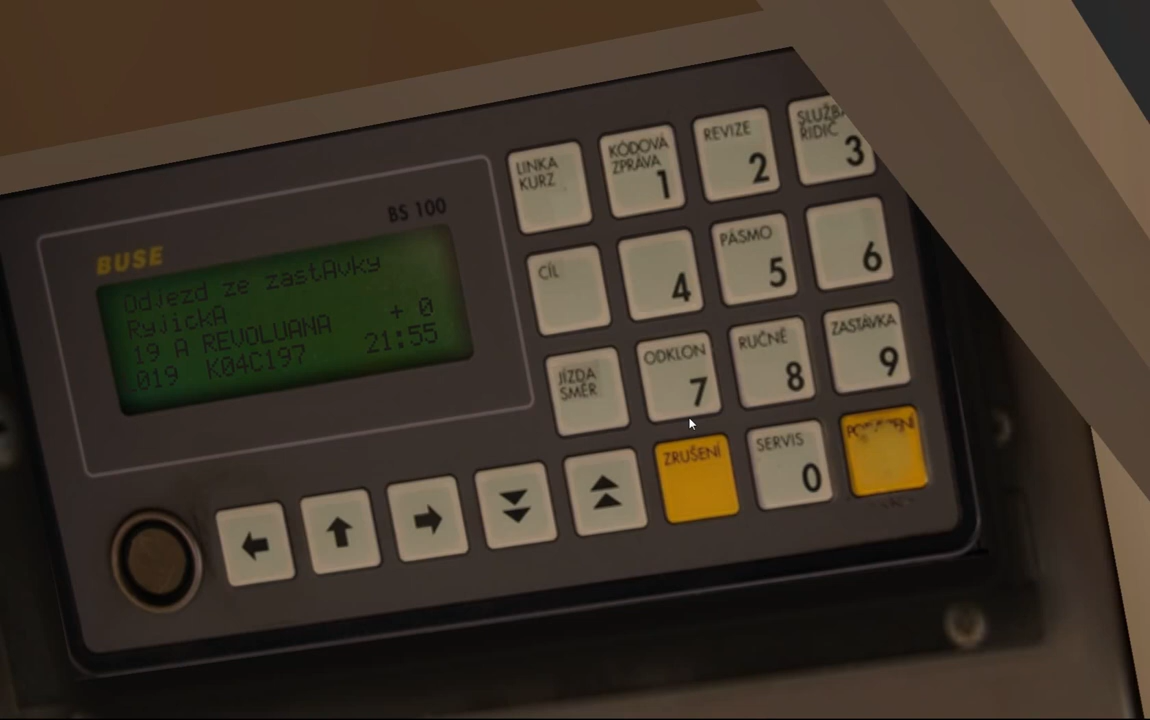 BS 100
BUSE
Odjezd ze zastAvky
RyjickA + 0
19 A REVOLUANA
019 K04C197 21:55
LINKA
KURZ
KÓDOVÁ
ZPRÁVA
1
REVIZE
2
SLUŽBA
ŘIDIČ
3
CÍL
4
PÁSMO
5
6
JÍZDA
SMĚR
ODKLON
7
RUČNĚ
8
ZASTÁVKA
9
ZRUŠENÍ
SERVIS
0